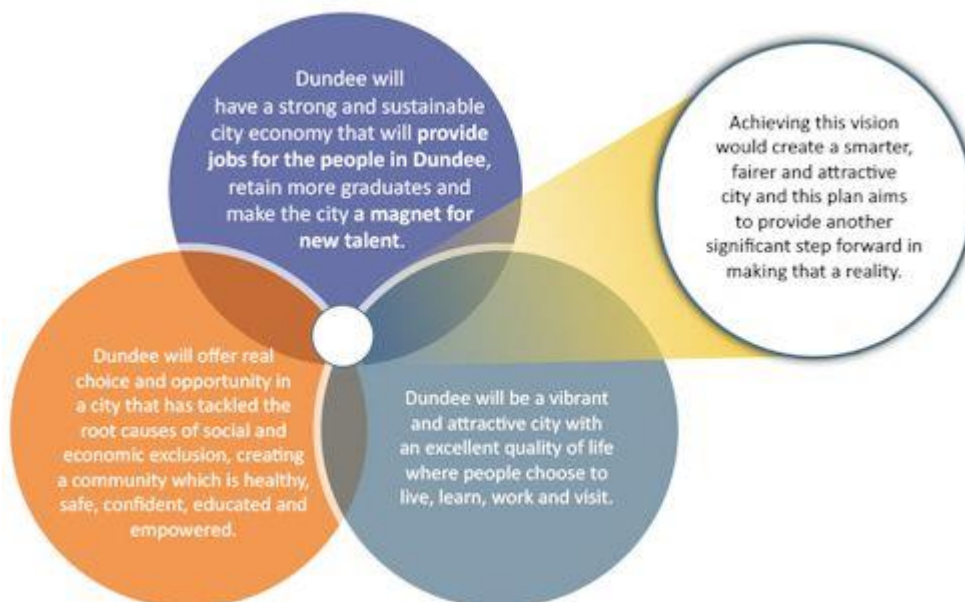 Dundee will
have a strong and sustainable
city economy that will provide
jobs for the people in Dundee,
retain more graduates and
make the city a magnet for
new talent.
Achieving this vision
would create a smarter,
fairer and attractive
city and this plan aims
to provide another
significant step forward in
making that a reality.
Dundee will offer real
choice and opportunity in
a city that has tackled the
root causes of social and
economic exclusion, creating
a community which is healthy,
safe, confident, educated and
empowered.
Dundee will be a vibrant
and attractive city with
an excellent quality of life
where people choose to
live, learn, work and visit.